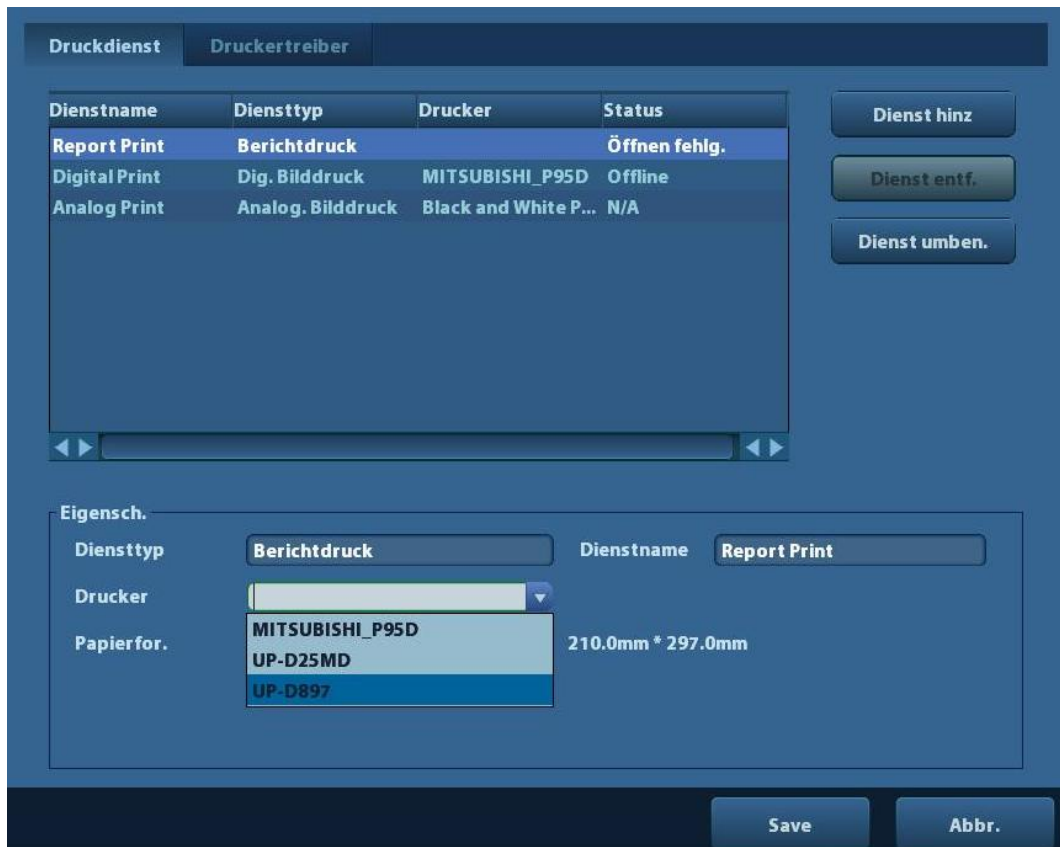 Druckdienst Druckertreiber
Dienstname Diensttyp Drucker Status
Report Print Berichtdruck Öffnen fehlg.
Digital Print Dig. Bilddruck MITSUBISHI_P95D Offline
Analog Print Analog. Bilddruck Black and White P... N/A
Dienst hinz
Dienst entf.
Dienst umben.
Eigensch.
Diensttyp Berichtdruck Dienstname Report Print
Drucker
MITSUBISHI_P95D
Papierfor. 210.0mm * 297.0mm
UP-D25MD
UP-D897
Save Abbr.